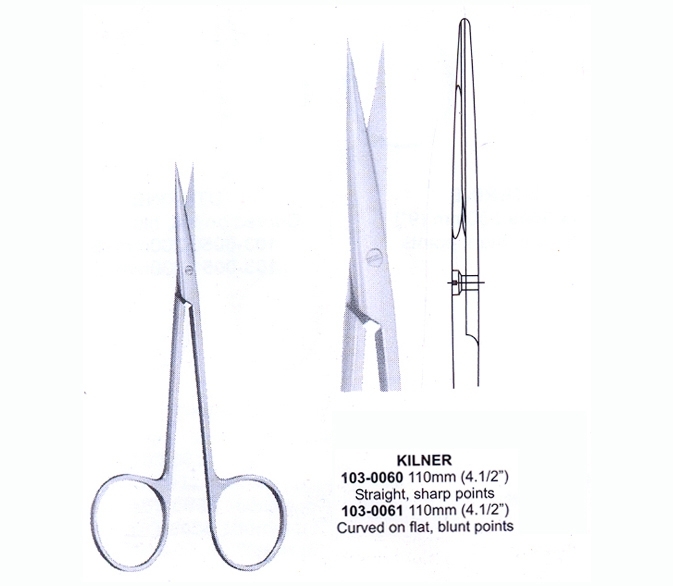 KILNER
103-0060 110mm (4.1/2”)
Straight, sharp points
103-0061 110mm (4.1/2”)
Curved on flat, blunt points